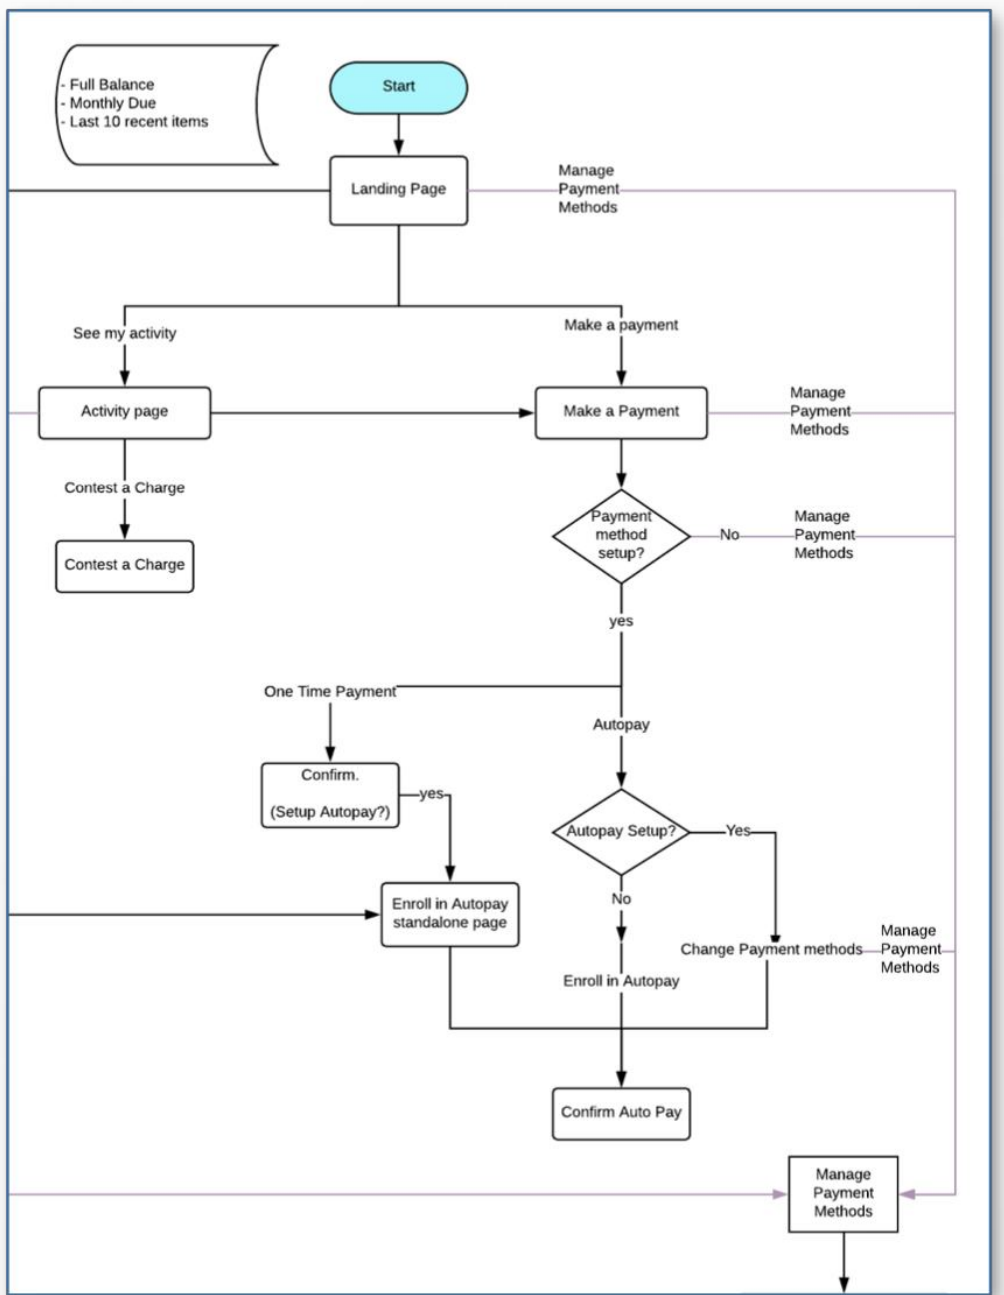 - Full Balance
- Monthly Due
- Last 10 recent items
Start
Landing Page
Manage
Payment
Methods
See my activity
Make a payment
Activity page
Make a Payment
Manage
Payment
Methods
Contest a Charge
Contest a Charge
Payment
method
setup?
No
Manage
Payment
Methods
yes
One Time Payment
Autopay
Confirm.
(Setup Autopay?)
yes
Autopay Setup?
Yes
Enroll in Autopay
standalone page
No
Change Payment methods
Manage
Payment
Methods
Enroll in Autopay
Confirm Auto Pay
Manage
Payment
Methods